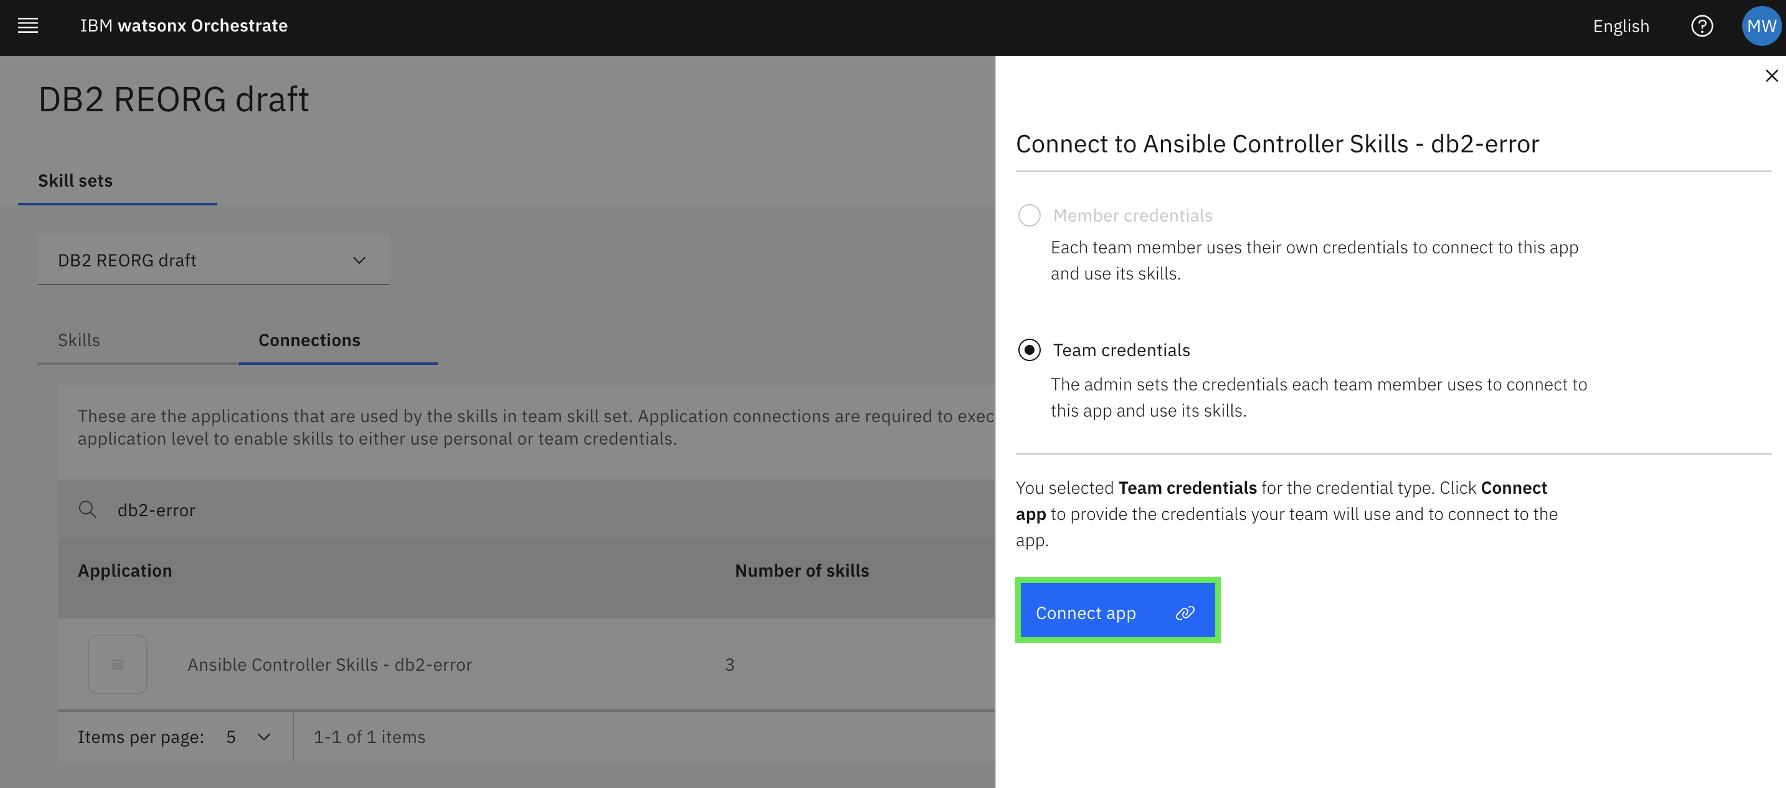 IBM watsonx Orchestrate
English
MW
DB2 REORG draft
Skill sets
DB2 REORG draft
Skills
Connections
These are the applications that are used by the skills in team skill set. Application connections are required to exec
application level to enable skills to either use personal or team credentials.
db2-error
Application
Number of skills
Ansible Controller Skills - db2-error
3
Items per page: 5
1-1 of 1 items
Connect to Ansible Controller Skills - db2-error
Member credentials
Each team member uses their own credentials to connect to this app
and use its skills.
Team credentials
The admin sets the credentials each team member uses to connect to
this app and use its skills.
You selected Team credentials for the credential type. Click Connect
app to provide the credentials your team will use and to connect to the
app.
Connect app